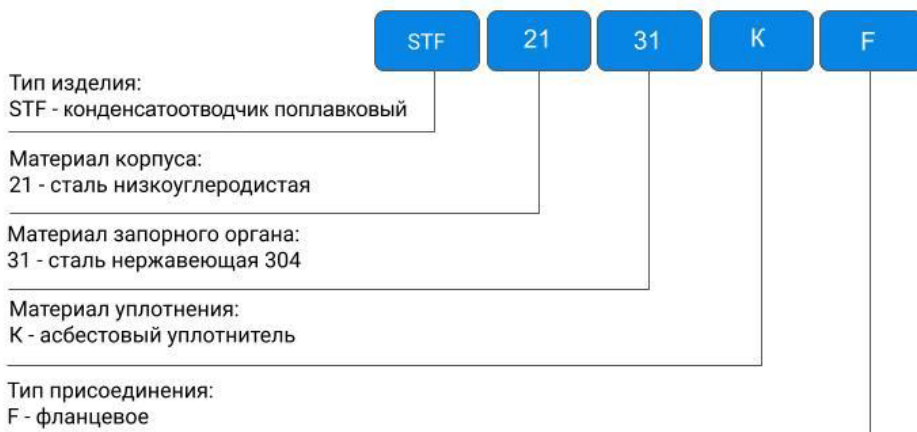 STF 21 31 К F
Тип изделия:
STF - конденсатоотводчик поплавковый
Материал корпуса:
21 - сталь низкоуглеродистая
Материал запорного органа:
31 - сталь нержавеющая 304
Материал уплотнения:
К - асбестовый уплотнитель
Тип присоединения:
F - фланцевое